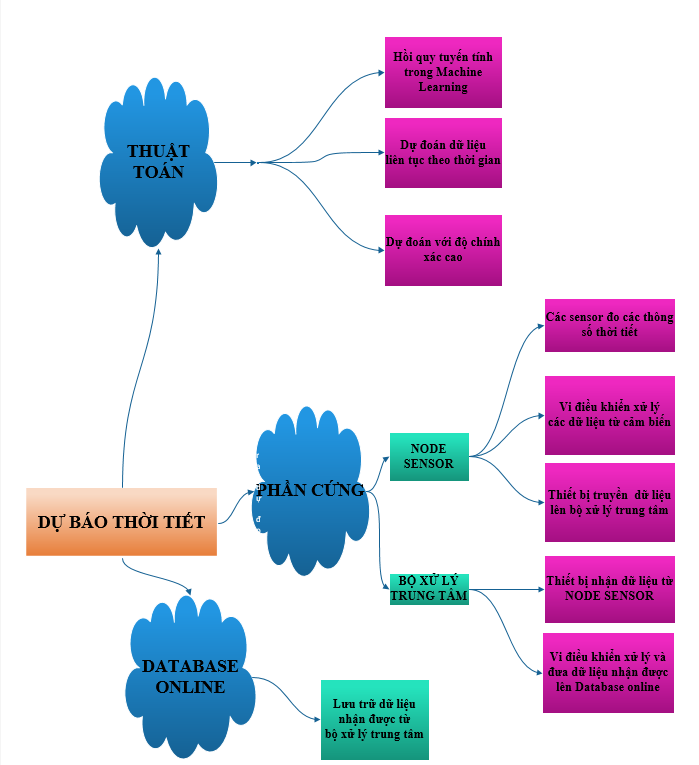 Hồi quy tuyến tính
trong Machine
Learning
THUẬT
TOÁN
Dự đoán dữ liệu
liên tục theo thời gian
Dự đoán với độ chính
xác cao
Các sensor đo các thông
số thời tiết
Vi điều khiển xử lý
các dữ liệu từ cảm biến
NODE
SENSOR
PHẦN CỨNG
Thiết bị truyền dữ liệu
lên bộ xử lý trung tâm
DỰ BÁO THỜI TIẾT
BỘ XỬ LÝ
TRUNG TÂM
Thiết bị nhận dữ liệu từ
NODE SENSOR
Vi điều khiển xử lý và
đưa dữ liệu nhận được
lên Database online
DATABASE
ONLINE
Lưu trữ dữ liệu
nhận được từ
bộ xử lý trung tâm